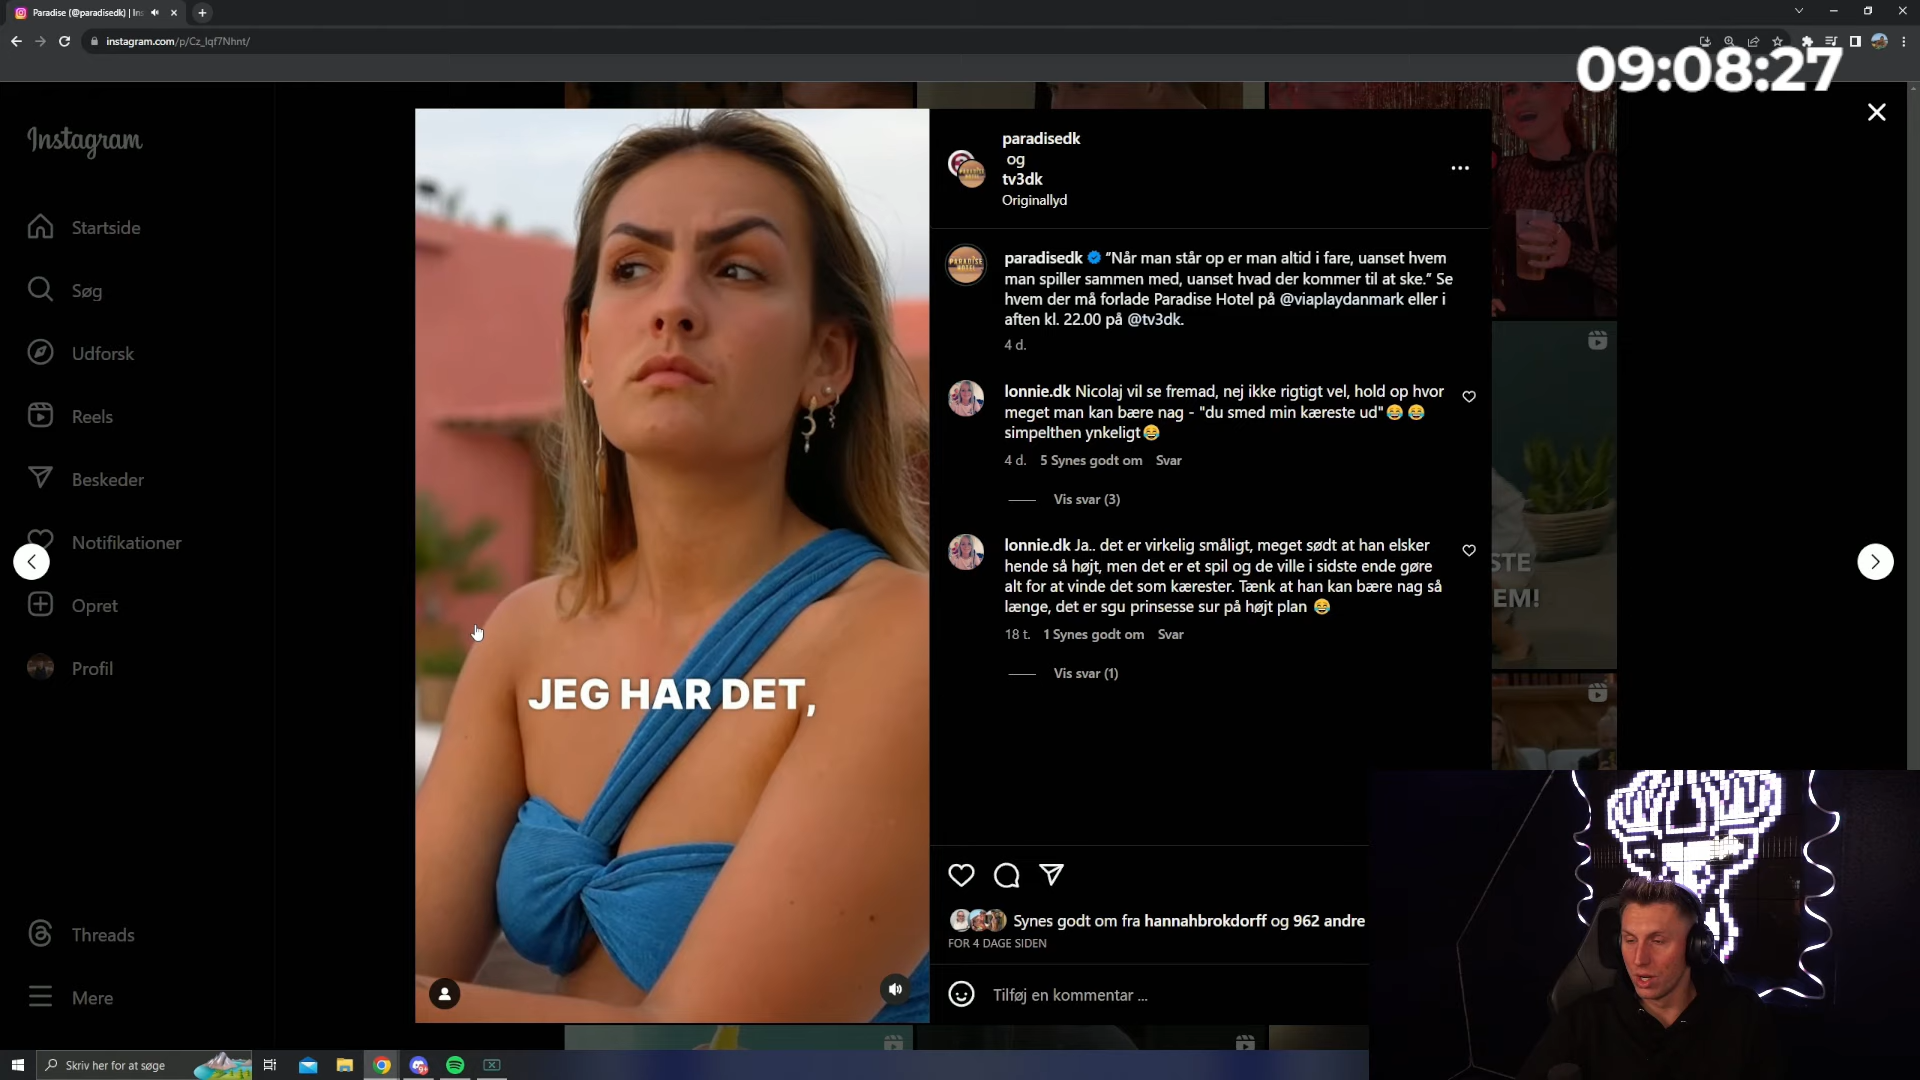 Paradise (@paradisedk) | Ins
instagram.com/p/Cz_lqf7Nhnt/
09:08:27
Instagram
Startside
Søg
Udforsk
Reels
Beskeder
Notifikationer
Opret
Profil
Threads
Mere
JEG HAR DET,
paradisedk
og
tv3dk
Originallyd
paradisedk "Når man står op er man altid i fare, uanset hvem
man spiller sammen med, uanset hvad der kommer til at ske." Se
hvem der må forlade Paradise Hotel på @viaplaydanmark eller i
aften kl. 22.00 på @tv3dk.
4 d.
lonnie.dk Nicolaj vil se fremad, nej ikke rigtigt vel, hold op hvor
meget man kan bære nag - "du smed min kæreste ud"😂 😂
simpelthen ynkeligt😂
4 d. 5 Synes godt om Svar
Vis svar (3)
lonnie.dk Ja.. det er virkelig småligt, meget sødt at han elsker
hende så højt, men det er et spil og de ville i sidste ende gøre
alt for at vinde det som kærester. Tænk at han kan bære nag så
længe, det er sgu prinsesse sur på højt plan 😂
18 t. 1 Synes godt om Svar
Vis svar (1)
STE
EM!
Synes godt om fra hannahbrokdorff og 962 andre
FOR 4 DAGE SIDEN
Tilføj en kommentar ...
Skriv her for at søge